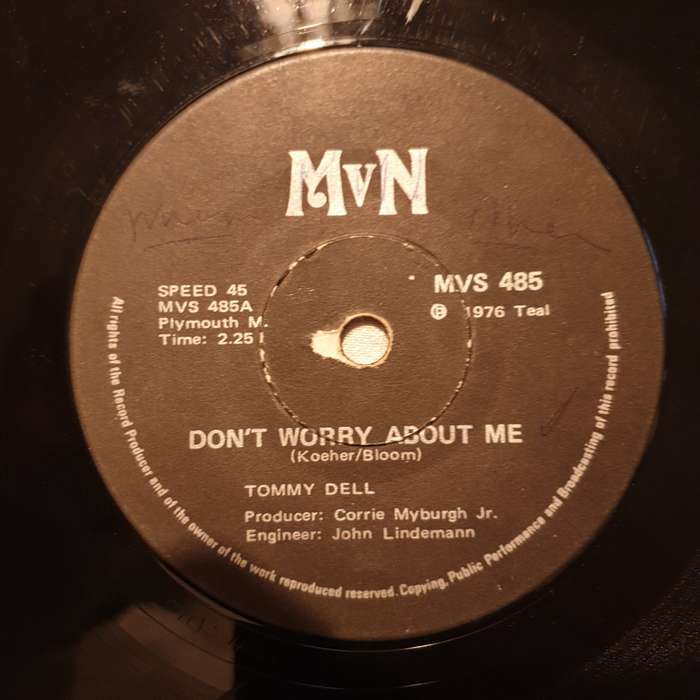 MvN
SPEED 45
MVS 485A
Plymouth M.
Time: 2.25
MVS 485
Ⓟ 1976 Teal
DON'T WORRY ABOUT ME
(Koeher/Bloom)
TOMMY DELL
Producer: Corrie Myburgh Jr.
Engineer: John Lindemann
All rights of the Record Producer and of the owner of the work reproduced reserved. Copying, Public Performance and Broadcasting of this record prohibited